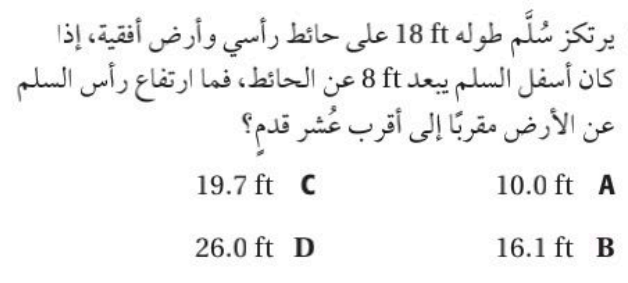 يرتكز سُلَّم طوله 18 ft على حائط رأسي وأرض أفقية، إذا
كان أسفل السلم يبعد 8 ft عن الحائط، فما ارتفاع رأس السلم
عن الأرض مقربًا إلى أقرب عُشر قدمٍ؟
A 10.0 ft C 19.7 ft
B 16.1 ft D 26.0 ft